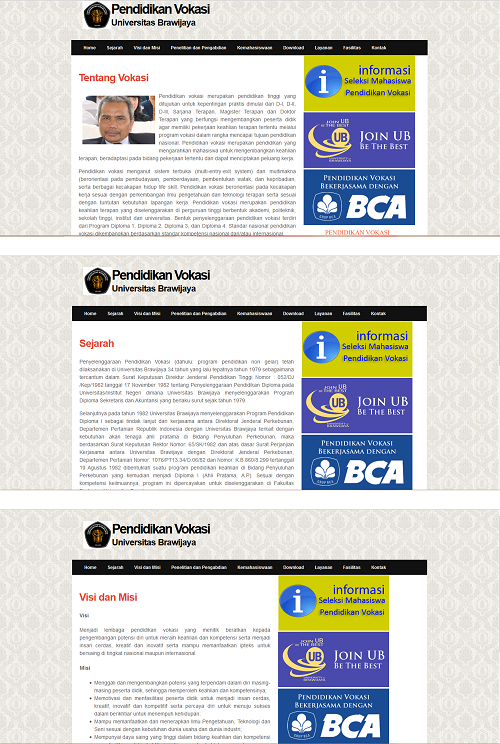 Pendidikan Vokasi
Universitas Brawijaya
Home Sejarah Visi dan Misi Penelitian dan Pengabdian Kemahasiswaan Download Layanan Fasilitas Kontak
Tentang Vokasi
Pendidikan vokasi merupakan pendidikan tinggi yang
ditujukan untuk kepentingan praktis dimulai dari D-I, D-II,
D-III, Sarjana Terapan, Magister Terapan dan Doktor
Terapan yang berfungsi mengembangkan peserta didik
agar memiliki pekerjaan keahlian terapan tertentu melalui
program vokasi dalam rangka mencapai tujuan pendidikan
nasional. Pendidikan vokasi merupakan pendidikan yang
mengarahkan mahasiswa untuk mengembangkan keahlian
terapan, beradaptasi pada bidang pekerjaan tertentu dan dapat menciptakan peluang kerja.
Pendidikan vokasi menganut sistem terbuka (multi-entry-exit system) dan multimakna
(berorientasi pada pembudayaan, pemberdayaan, pembentukan watak, dan kepribadian,
serta berbagai kecakapan hidup life skill. Pendidikan vokasi berorientasi pada kecakapan
kerja sesuai dengan perkembangan ilmu pengetahuan dan teknologi terapan serta sesuai
dengan tuntutan kebutuhan lapangan kerja. Pendidikan vokasi merupakan pendidikan
keahlian terapan yang diselenggarakan di perguruan tinggi berbentuk akademi, politeknik,
sekolah tinggi, institut dan universitas. Bentuk penyelenggaraan pendidikan vokasi terdiri
dari Program Diploma 1, Diploma 2, Diploma 3, dan Diploma 4. Standar nasional pendidikan
vokasi dikembangkan berdasarkan standar kompetensi nasional dan/atau internasional.
informasi
Seleksi Mahasiswa
Pendidikan Vokasi
UB
JOIN UB
BE THE BEST
PENDIDIKAN VOKASI
BEKERJASAMA DENGAN
BCA
PENDIDIKAN VOKASI
Pendidikan Vokasi
Universitas Brawijaya
Home Sejarah Visi dan Misi Penelitian dan Pengabdian Kemahasiswaan Download Layanan Fasilitas Kontak
Sejarah
Penyelenggaraan Pendidikan Vokasi (dahulu: program pendidikan non gelar) telah
dilaksanakan di Universitas Brawijaya 34 tahun yang lalu tepatnya tahun 1979 sebagaimana
tercantum dalam Surat Keputusan Direktur Jenderal Pendidikan Tinggi Nomor : 052/DJ
/Kep/1982 tanggal 17 November 1982 tentang Penyelenggaraan Pendidikan Diploma pada
Universitas/Institut Negeri dimana Universitas Brawijaya menyelenggarakan Program
Diploma Sekretaris dan Akuntansi yang berlaku surut sejak tahun 1979.
Selanjutnya pada tahun 1982 Universitas Brawijaya menyelenggarakan Program Pendidikan
Diploma I sebagai tindak lanjut dan kerjasama antara Direktorat Jenderal Perkebunan,
Departemen Pertanian Republik Indonesia dengan Universitas Brawijaya terkait dengan
kebutuhan akan tenaga ahli pratama di Bidang Penyuluhan Perkebunan, maka
berdasarkan Surat Keputusan Rektor Nomor: 65/SK/1982 dan atas dasar Surat Perjanjian
Kerjasama antara Universitas Brawijaya dengan Direktorat Jenderal Perkebunan,
Departemen Pertanian Nomor:
19 Agustus 1982 dibentuklah suatu program pendidikan keahlian di Bidang Penyuluhan
Perkebunan yang kemudian menjadi Diploma I (Ahli Pratama, A.P). Sesuai dengan
kompetensi keilmuannya, program ini dipercayakan untuk diselenggarakan di Fakultas
informasi
Seleksi Mahasiswa
Pendidikan Vokasi
UB
JOIN UB
BE THE BEST
PENDIDIKAN VOKASI
BEKERJASAMA DENGAN
BCA
Pendidikan Vokasi
Universitas Brawijaya
Home Sejarah Visi dan Misi Penelitian dan Pengabdian Kemahasiswaan Download Layanan Fasilitas Kontak
Visi dan Misi
Visi
Menjadi lembaga pendidikan vokasi yang memiliki beratkan kepada
pengembangan potensi diri untuk meraih keahlian dan kompetensi serta menjadi
insan cerdas, kreatif dan inovatif serta mampu memanfaatkan ipteks untuk
bersaing di tingkat nasional maupun internasional.
Misi
Menggali dan mengembangkan potensi yang terpendam dalam diri masing-
masing peserta didik, sehingga memperoleh keahlian dan kompetensinya;
Memotivasi dan memfasilitasi peserta didik untuk menjadi insan cerdas,
kreatif, inovatif dan kompetitif serta percaya diri untuk menuju sukses
dalam berikhtiar untuk menempuh kehidupan;
Mampu memanfaatkan dan menerapkan Ilmu Pengetahuan, Teknologi dan
Seni sesuai dengan kebutuhan dunia usaha dan dunia industri;
Mempunyai daya saing yang tinggi dalam bidang keahlian dan kompetensi
informasi
Seleksi Mahasiswa
Pendidikan Vokasi
UB
JOIN UB
BE THE BEST
PENDIDIKAN VOKASI
BEKERJASAMA DENGAN
BCA